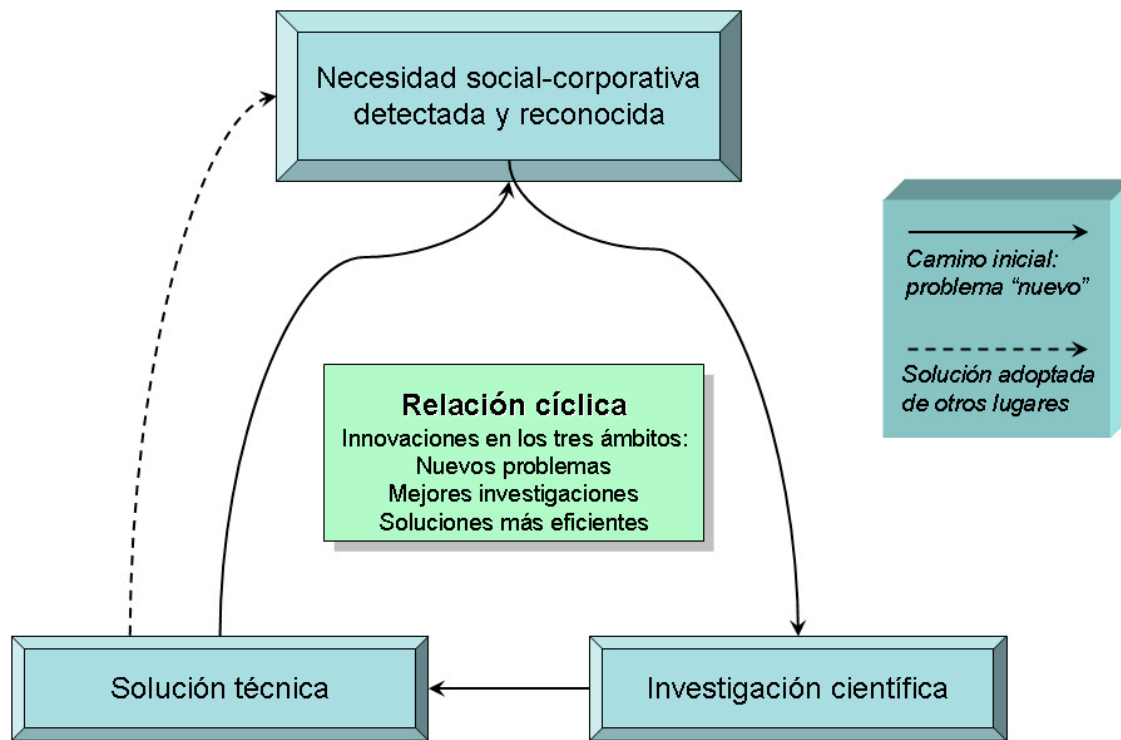 Necesidad social-corporativa
detectada y reconocida
Camino inicial:
problema “nuevo”
Solución adoptada
de otros lugares
Relación cíclica
Innovaciones en los tres ámbitos:
Nuevos problemas
Mejores investigaciones
Soluciones más eficientes
Solución técnica
Investigación científica